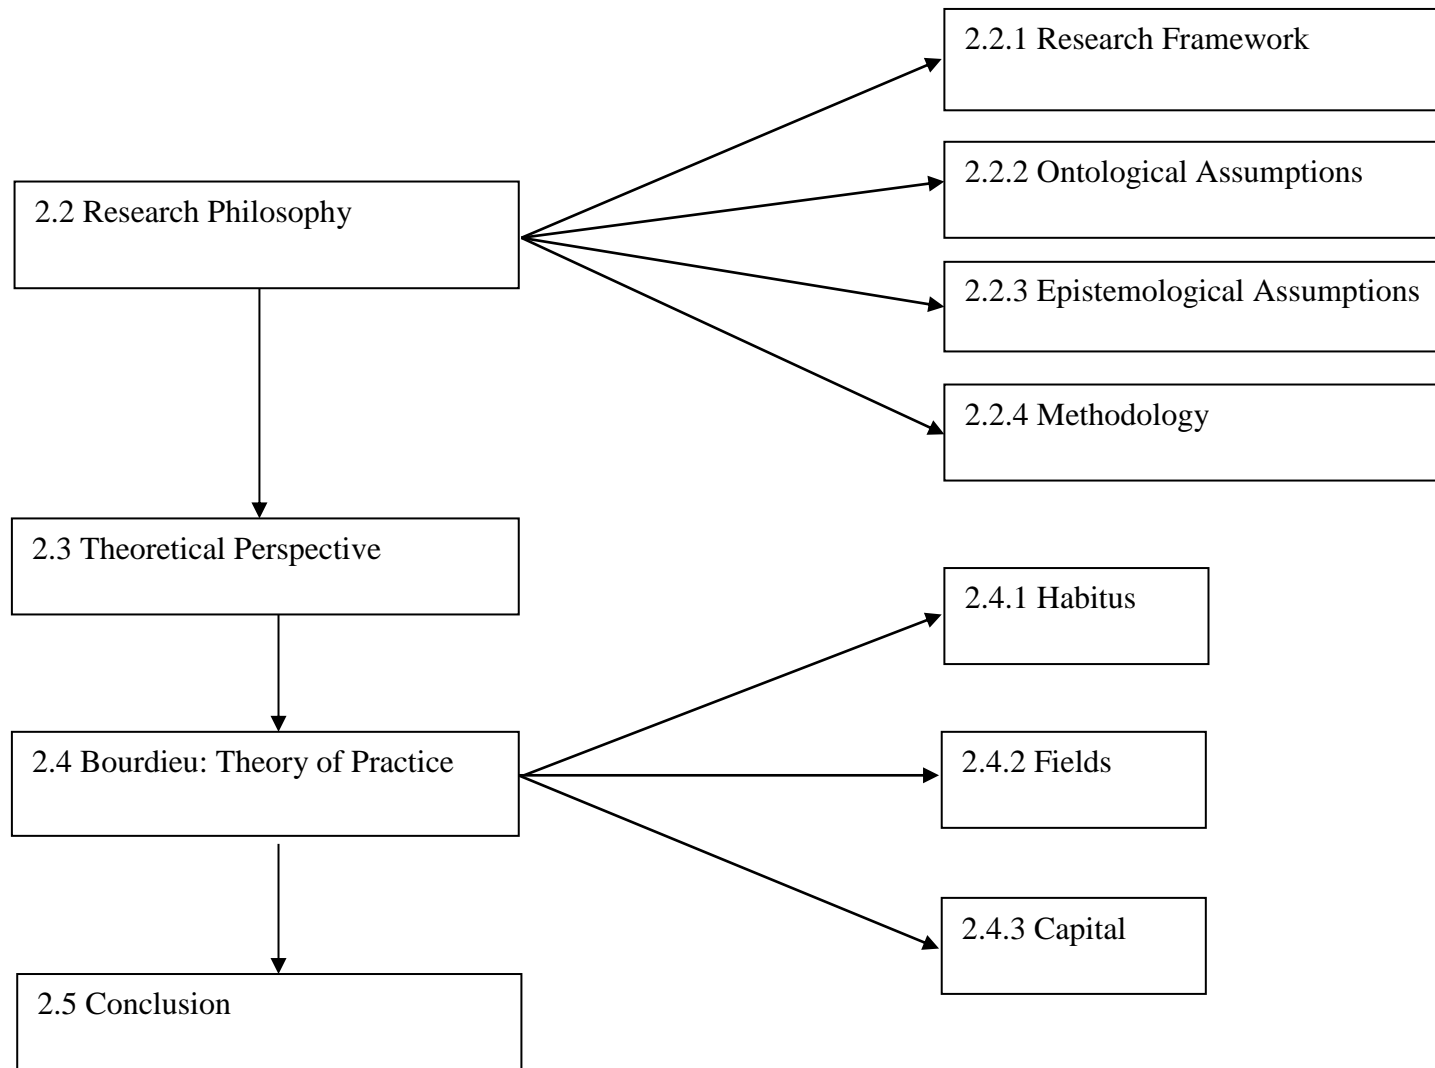 2.2 Research Philosophy
2.2.1 Research Framework
2.2.2 Ontological Assumptions
2.2.3 Epistemological Assumptions
2.2.4 Methodology
2.3 Theoretical Perspective
2.4 Bourdieu: Theory of Practice
2.4.1 Habitus
2.4.2 Fields
2.4.3 Capital
2.5 Conclusion